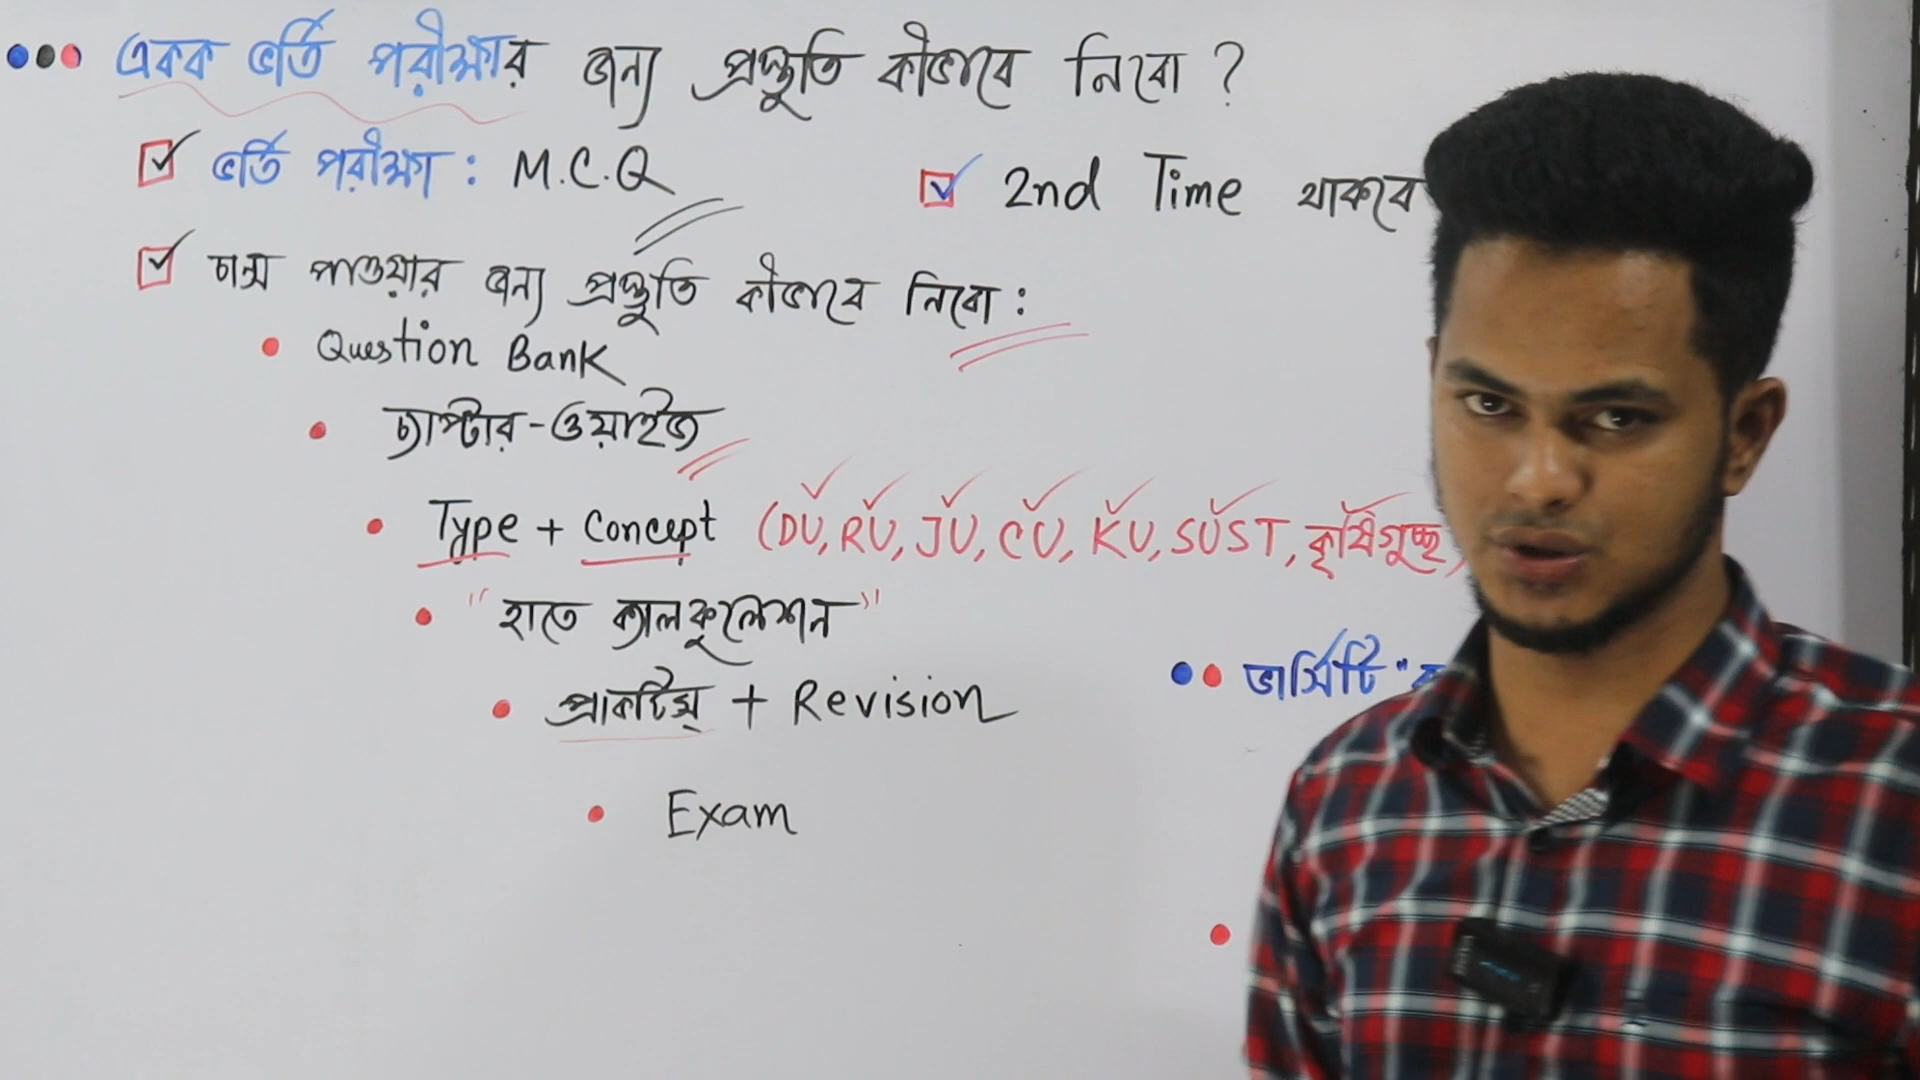 একক ভর্তি পরীক্ষার জন্য প্রস্তুতি কীভাবে নিবো ?
ভর্তি পরীক্ষা : M.C.Q
2nd Time থাকবে
চান্স পাওয়ার জন্য প্রস্তুতি কীভাবে নিবো :
Question Bank
চ্যাপ্টার-ওয়াইজ
Type + Concept (DU, RU, JU, CU, KU, SUST, কৃষিগুচ্ছ)
"হাতে ক্যালকুলেশন"
প্রাকটিস্ + Revision
Exam
ভার্সিটি